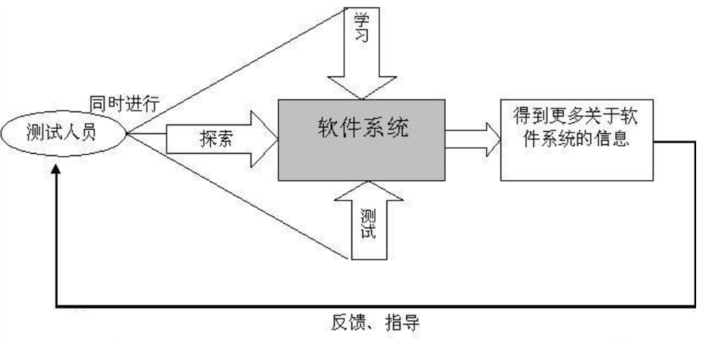 学习
同时进行
测试人员
探索
软件系统
得到更多关于软
件系统的信息
测试
反馈、指导